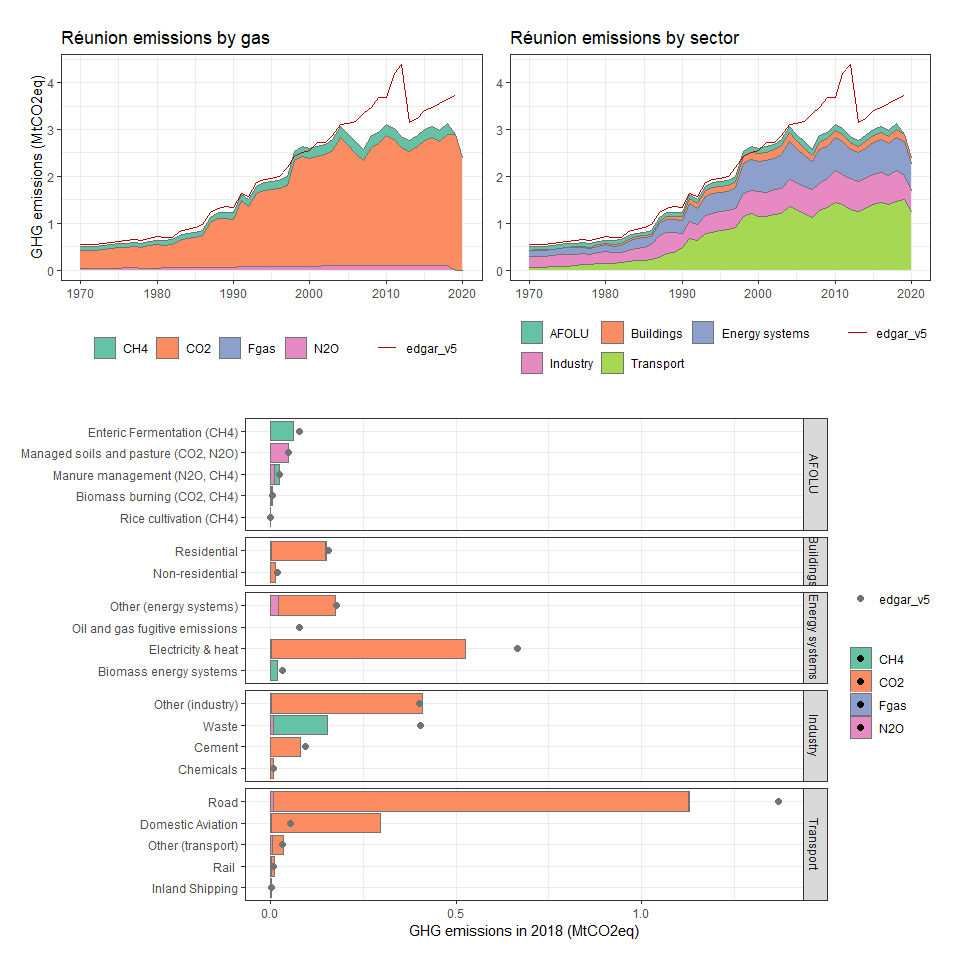 Réunion emissions by gas
GHG emissions (MtCO2eq)
4
3
2
1
0
1970
1980
1990
2000
2010
2020
CH4
CO2
Fgas
N2O
edgar_v5
Réunion emissions by sector
4
3
2
1
0
1970
1980
1990
2000
2010
2020
AFOLU
Buildings
Energy systems
edgar_v5
Industry
Transport
Enteric Fermentation (CH4)
Managed soils and pasture (CO2, N2O)
Manure management (N2O, CH4)
Biomass burning (CO2, CH4)
Rice cultivation (CH4)
AFOLU
Residential
Non-residential
Buildings
Other (energy systems)
Oil and gas fugitive emissions
Electricity & heat
Biomass energy systems
Energy systems
Other (industry)
Waste
Cement
Chemicals
Industry
Road
Domestic Aviation
Other (transport)
Rail
Inland Shipping
Transport
0.0
0.5
1.0
GHG emissions in 2018 (MtCO2eq)
edgar_v5
CH4
CO2
Fgas
N2O